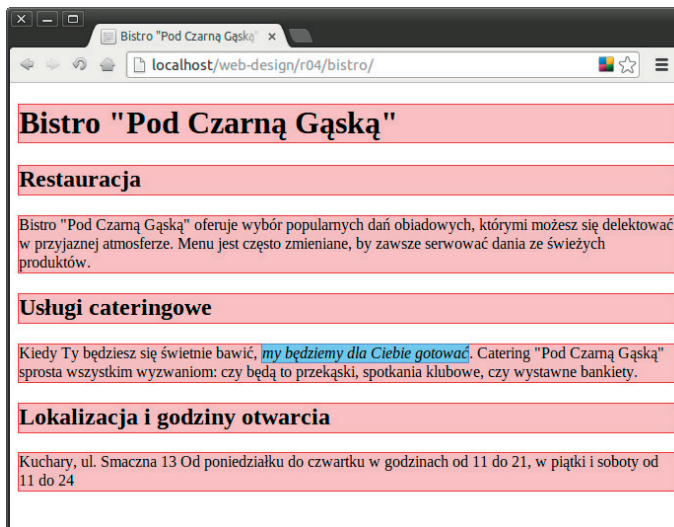 Bistro "Pod Czarną Gąską"
localhost/web-design/r04/bistro/
Bistro "Pod Czarną Gąską"
Restauracja
Bistro "Pod Czarną Gąską" oferuje wybór popularnych dań obiadowych, którymi możesz się delektować
w przyjaznej atmosferze. Menu jest często zmieniane, by zawsze serwować dania ze świeżych
produktów.
Usługi cateringowe
Kiedy Ty będziesz się świetnie bawić, my będziemy dla Ciebie gotować. Catering "Pod Czarną Gąską"
sprosta wszystkim wyzwaniom: czy będą to przekąski, spotkania klubowe, czy wystawne bankiety.
Lokalizacja i godziny otwarcia
Kuchary, ul. Smaczna 13 Od poniedziałku do czwartku w godzinach od 11 do 21, w piątki i soboty od
11 do 24